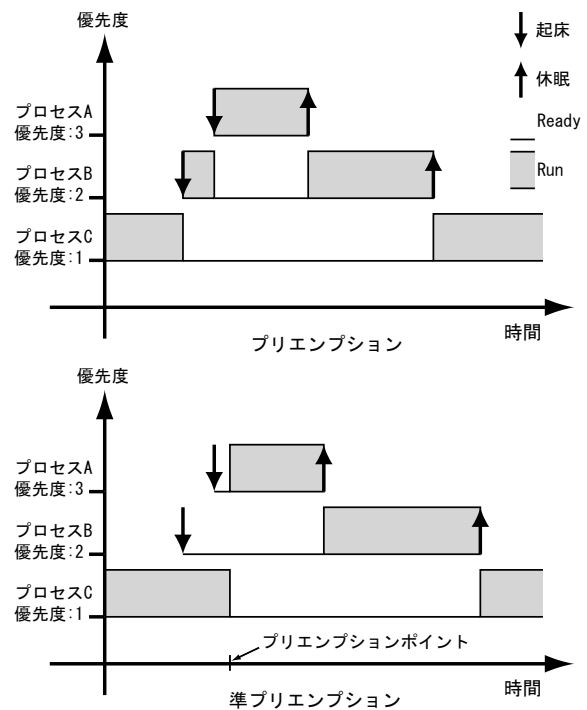 優先度
起床
休眠
Ready
Run
プロセスA
優先度:3
プロセスB
優先度:2
プロセスC
優先度:1
時間
プリエンプション
優先度
プロセスA
優先度:3
プロセスB
優先度:2
プロセスC
優先度:1
プリエンプションポイント
時間
準プリエンプション